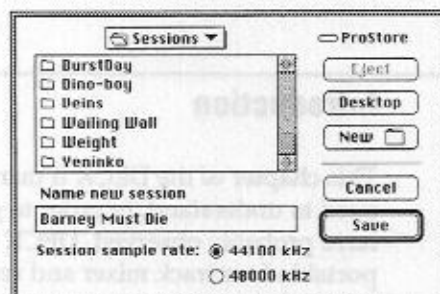 Sessions
ProStore
BurstDay
Dino-boy
Veins
Wailing Wall
Weight
Yeninko
Eject
Desktop
New
Name new session
Barney Must Die
Cancel
Save
Session sample rate:
44100 kHz
48000 kHz